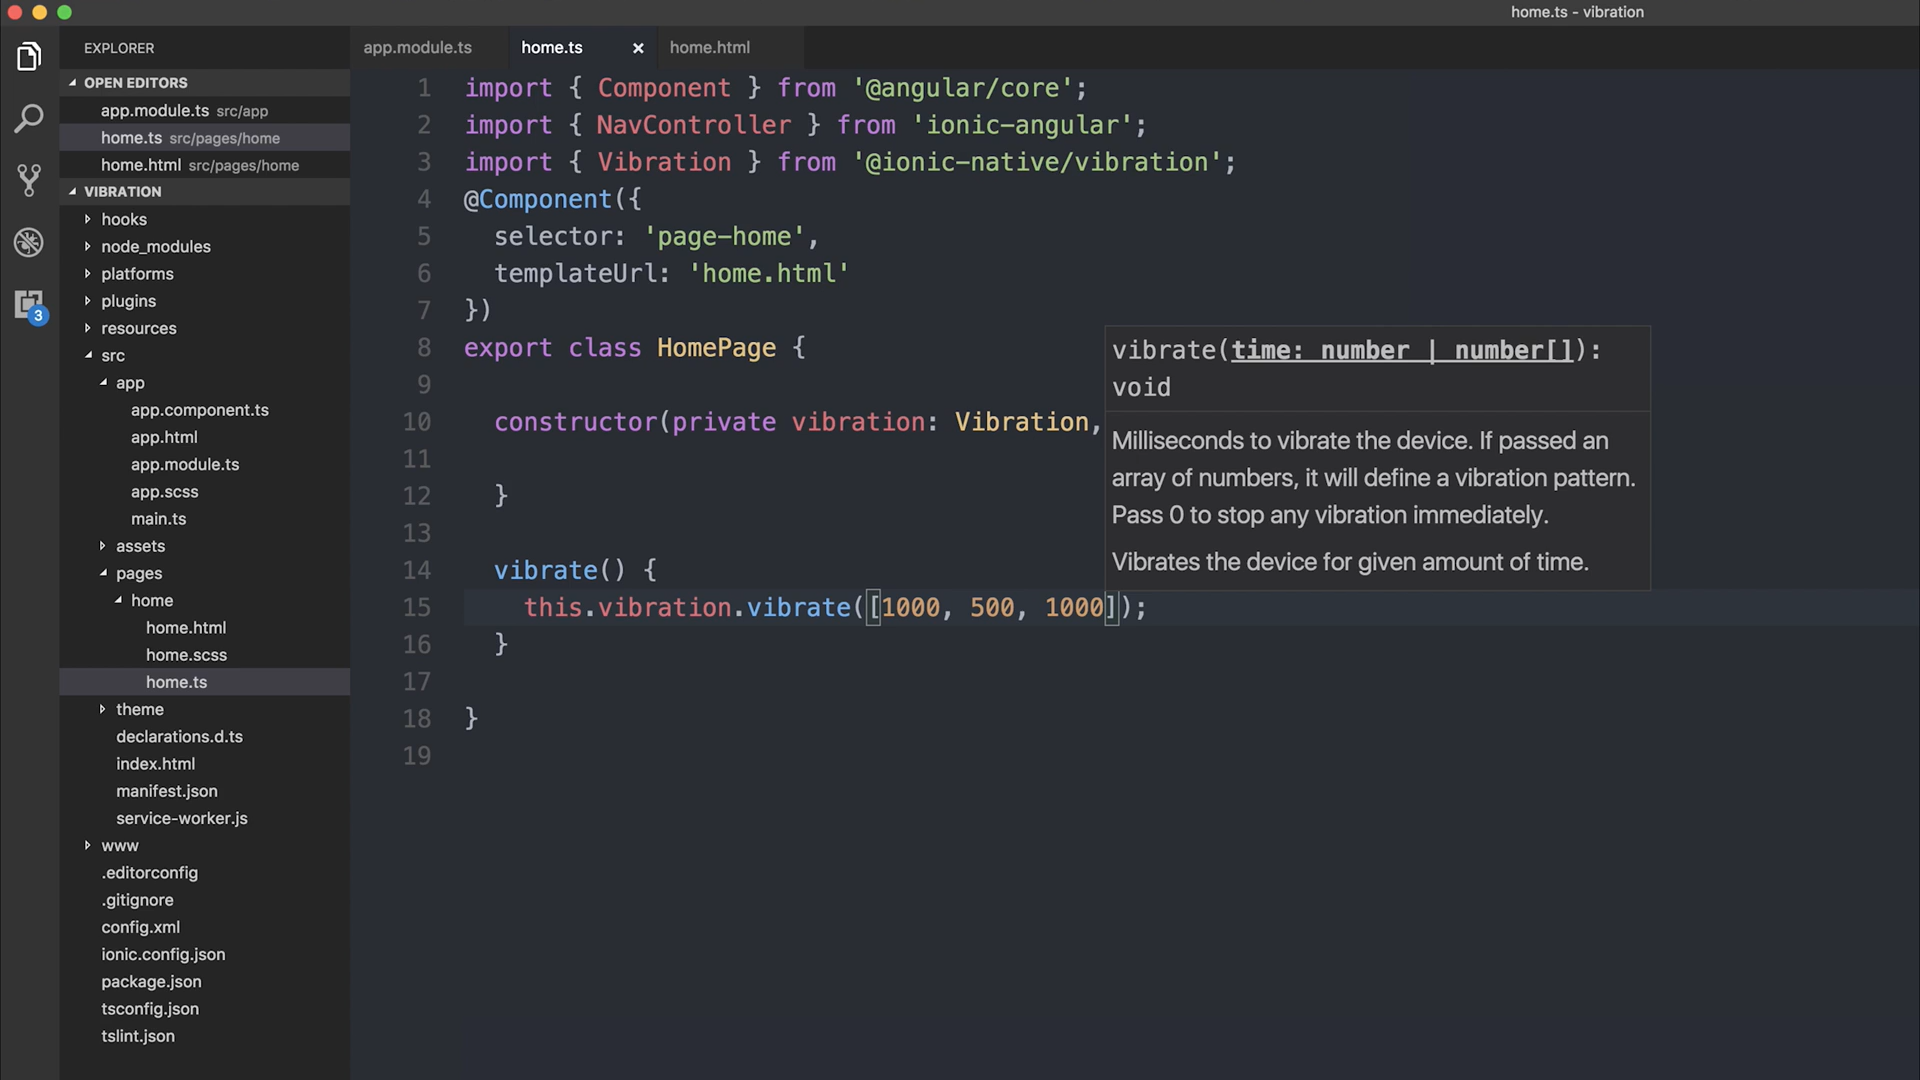 home.ts - vibration
EXPLORER
OPEN EDITORS
app.module.ts src/app
home.ts src/pages/home
home.html src/pages/home
VIBRATION
hooks
node_modules
platforms
plugins
resources
src
app
app.component.ts
app.html
app.module.ts
app.scss
main.ts
assets
pages
home
home.html
home.scss
home.ts
theme
declarations.d.ts
index.html
manifest.json
service-worker.js
www
.editorconfig
.gitignore
config.xml
ionic.config.json
package.json
tsconfig.json
tslint.json
3
app.module.ts home.ts × home.html
1 import { Component } from '@angular/core';
2 import { NavController } from 'ionic-angular';
3 import { Vibration } from '@ionic-native/vibration';
4 @Component({
5 selector: 'page-home',
6 templateUrl: 'home.html'
7 })
8 export class HomePage {
9
10 constructor(private vibration: Vibration,
11
12 }
13
14 vibrate() {
15 this.vibration.vibrate([1000, 500, 1000]);
16 }
17
18 }
19
vibrate(time: number | number[]):
void
Milliseconds to vibrate the device. If passed an
array of numbers, it will define a vibration pattern.
Pass 0 to stop any vibration immediately.
Vibrates the device for given amount of time.